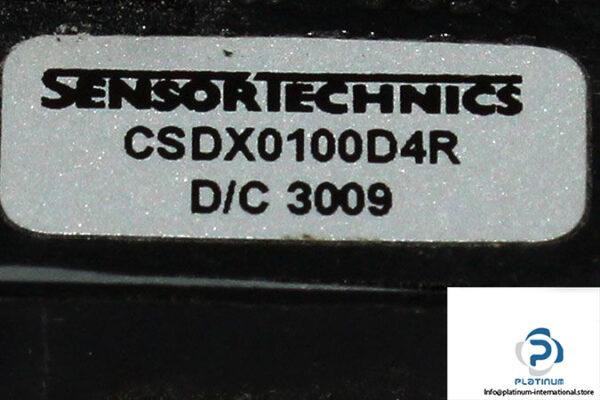 SENSORTECHNICS
CSDX0100D4R
D/C 3009
PLATINUM
Info@platinum-international.store